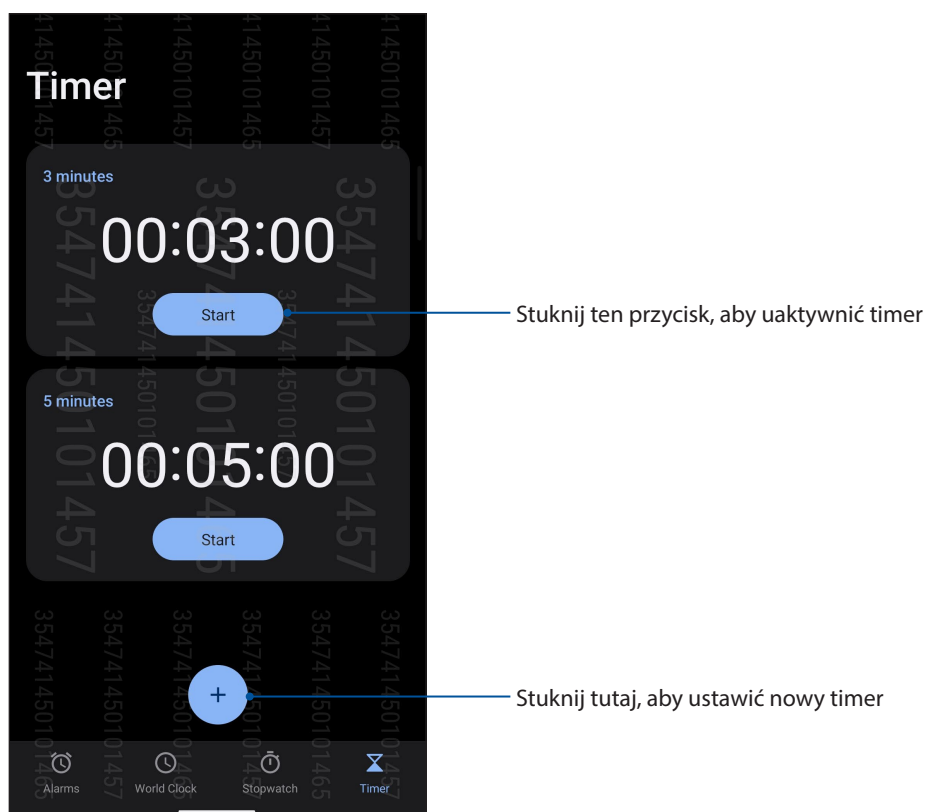 Timer
3 minutes
00:03:00
Start
Stuknij ten przycisk, aby uaktywnić timer
5 minutes
00:05:00
Start
+
Stuknij tutaj, aby ustawić nowy timer
Alarms
World Clock
Stopwatch
Timer